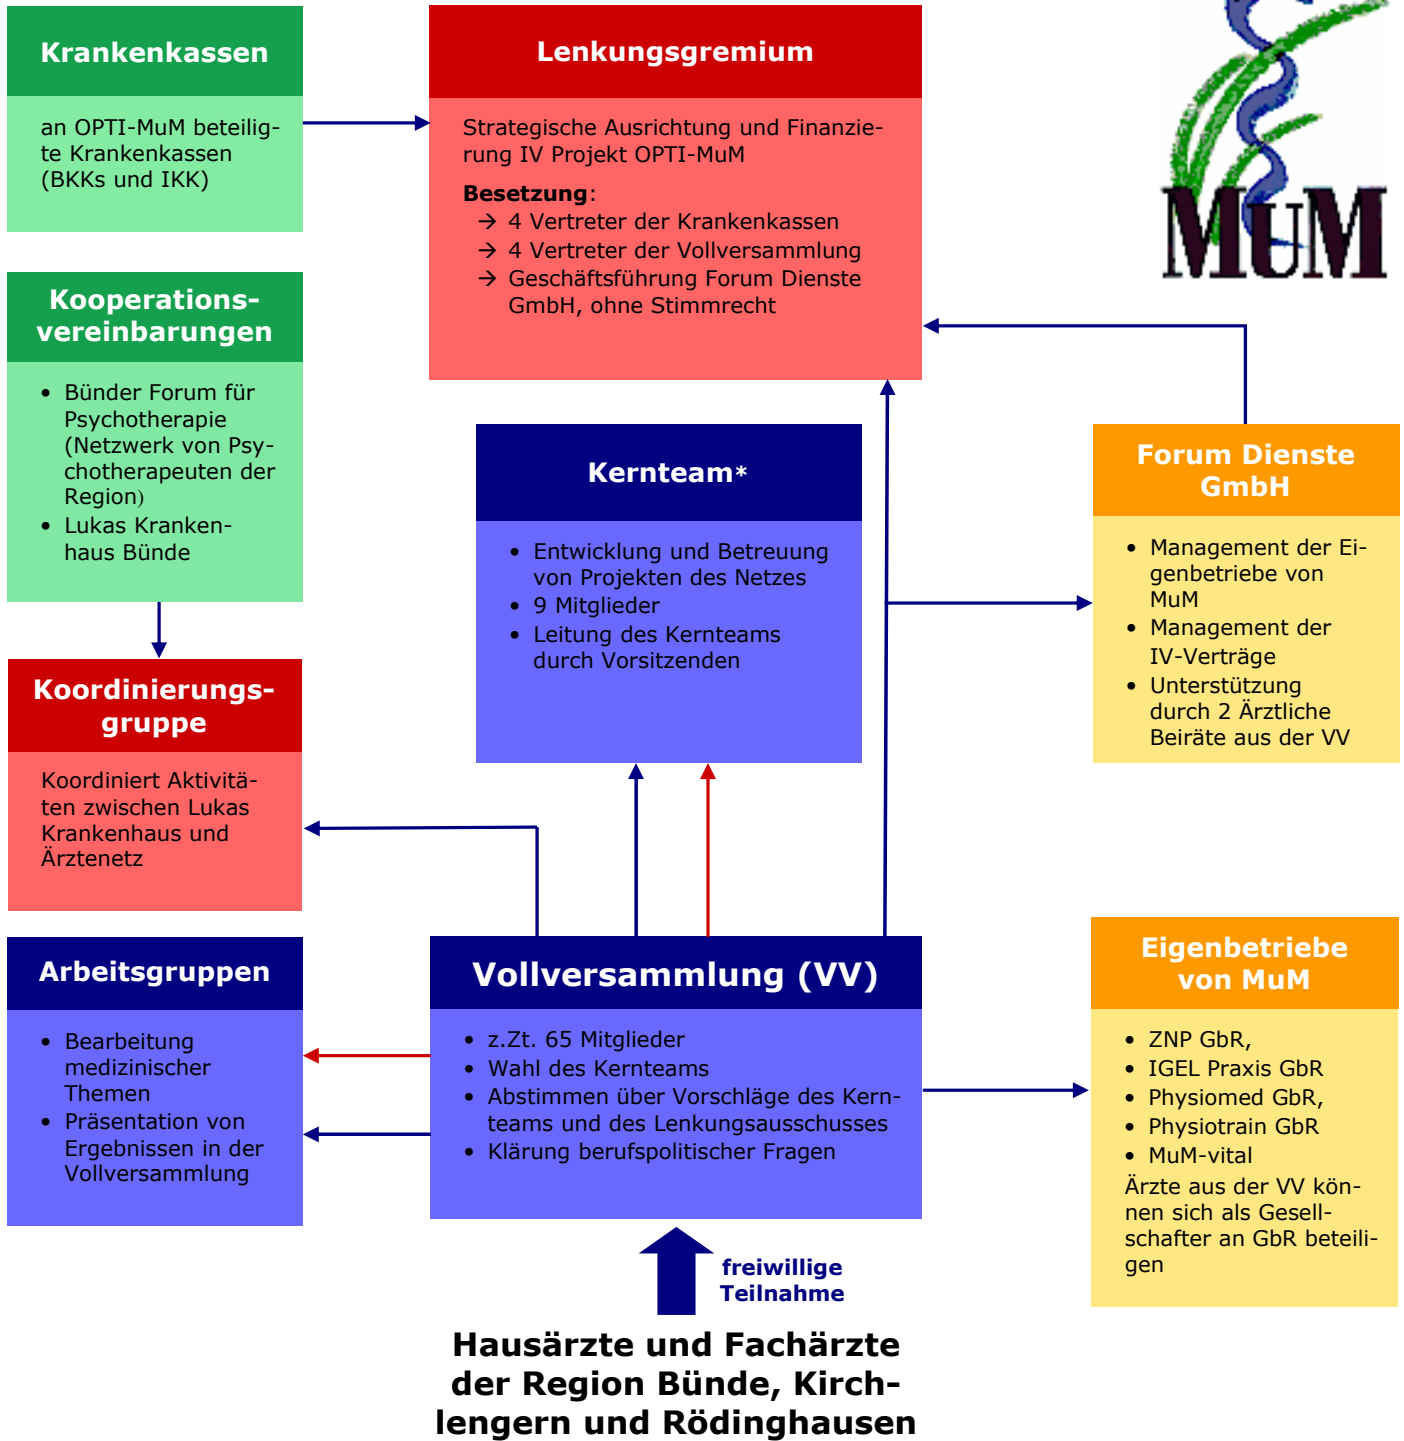 Krankenkassen
an OPTI-MuM beteilig-
te Krankenkassen
(BKKs und IKK)
Lenkungsgremium
Strategische Ausrichtung und Finanzie-
rung IV Projekt OPTI-MuM
Besetzung:
→ 4 Vertreter der Krankenkassen
→ 4 Vertreter der Vollversammlung
→ Geschäftsführung Forum Dienste
GmbH, ohne Stimmrecht
MUM
Kooperations-
vereinbarungen
• Bünder Forum für
Psychotherapie
(Netzwerk von Psy-
chotherapeuten der
Region)
• Lukas Kranken-
haus Bünde
Kernteam*
• Entwicklung und Betreuung
von Projekten des Netzes
• 9 Mitglieder
• Leitung des Kernteams
durch Vorsitzenden
Forum Dienste
GmbH
• Management der Ei-
genbetriebe von
MuM
• Management der
IV-Verträge
• Unterstützung
durch 2 Ärztliche
Beiräte aus der VV
Koordinierungs-
gruppe
Koordiniert Aktivitä-
ten zwischen Lukas
Krankenhaus und
Ärztenetz
Arbeitsgruppen
• Bearbeitung
medizinischer
Themen
• Präsentation von
Ergebnissen in der
Vollversammlung
Vollversammlung (VV)
• z.Zt. 65 Mitglieder
• Wahl des Kernteams
• Abstimmen über Vorschläge des Kern-
teams und des Lenkungsausschusses
• Klärung berufspolitischer Fragen
Eigenbetriebe
von MuM
• ZNP GbR,
• IGEL Praxis GbR
• Physiomed GbR,
• Physiotrain GbR
• MuM-vital
Ärzte aus der VV kön-
nen sich als Gesell-
schafter an GbR beteili-
gen
freiwillige
Teilnahme
Hausärzte und Fachärzte
der Region Bünde, Kirch-
lengern und Rödinghausen